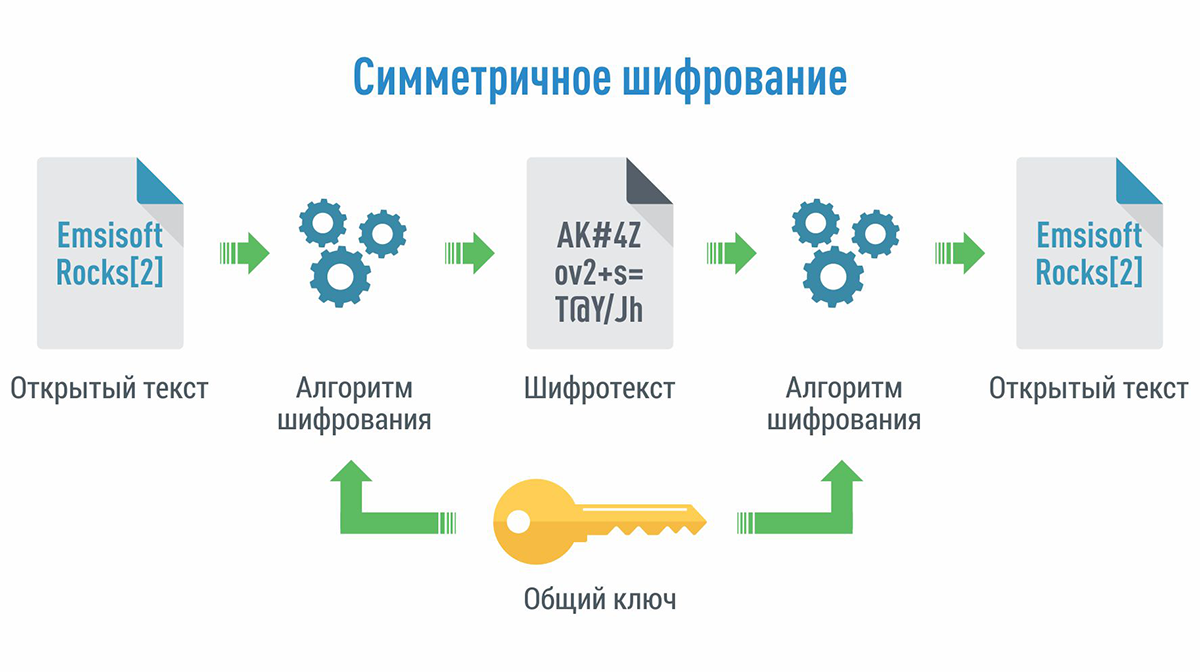 Симметричное шифрование
Emsisoft
Rocks[2]
AK#4Z
ov2+s=
T@Y/Jh
Emsisoft
Rocks[2]
Открытый текст
Алгоритм
шифрования
Шифротекст
Алгоритм
шифрования
Открытый текст
Общий ключ